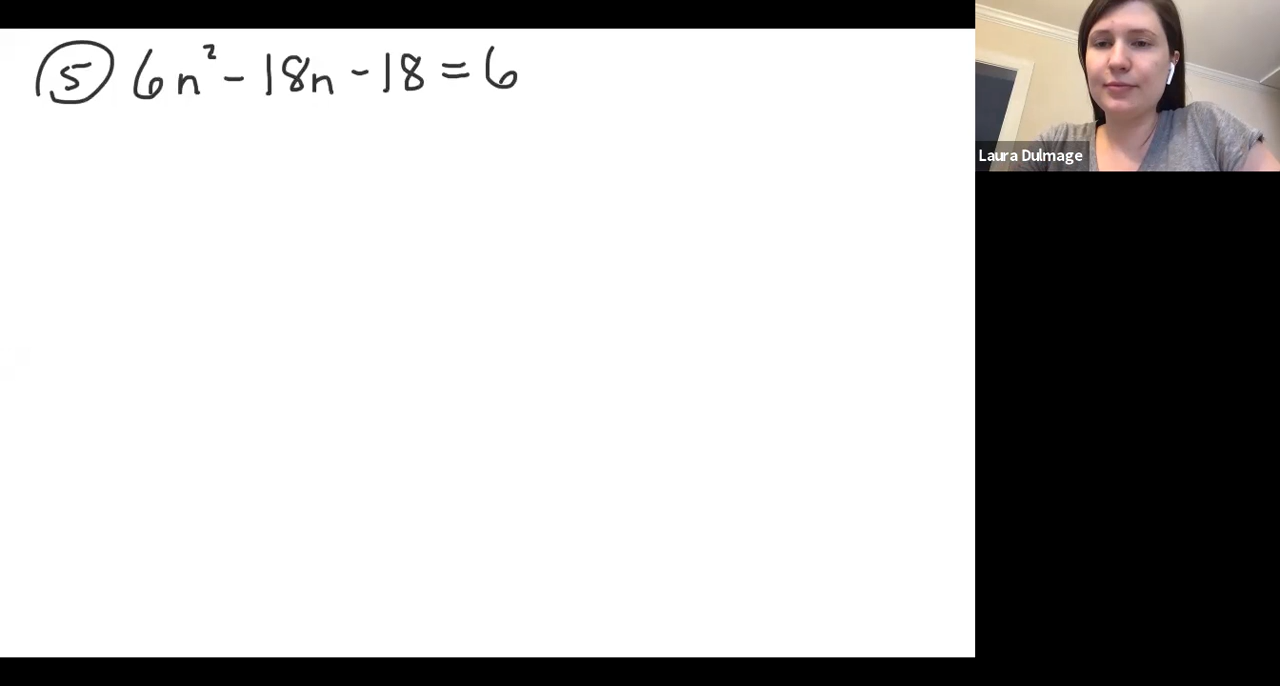 ⑤ 6n² - 18n - 18 = 6
Laura Dulmage